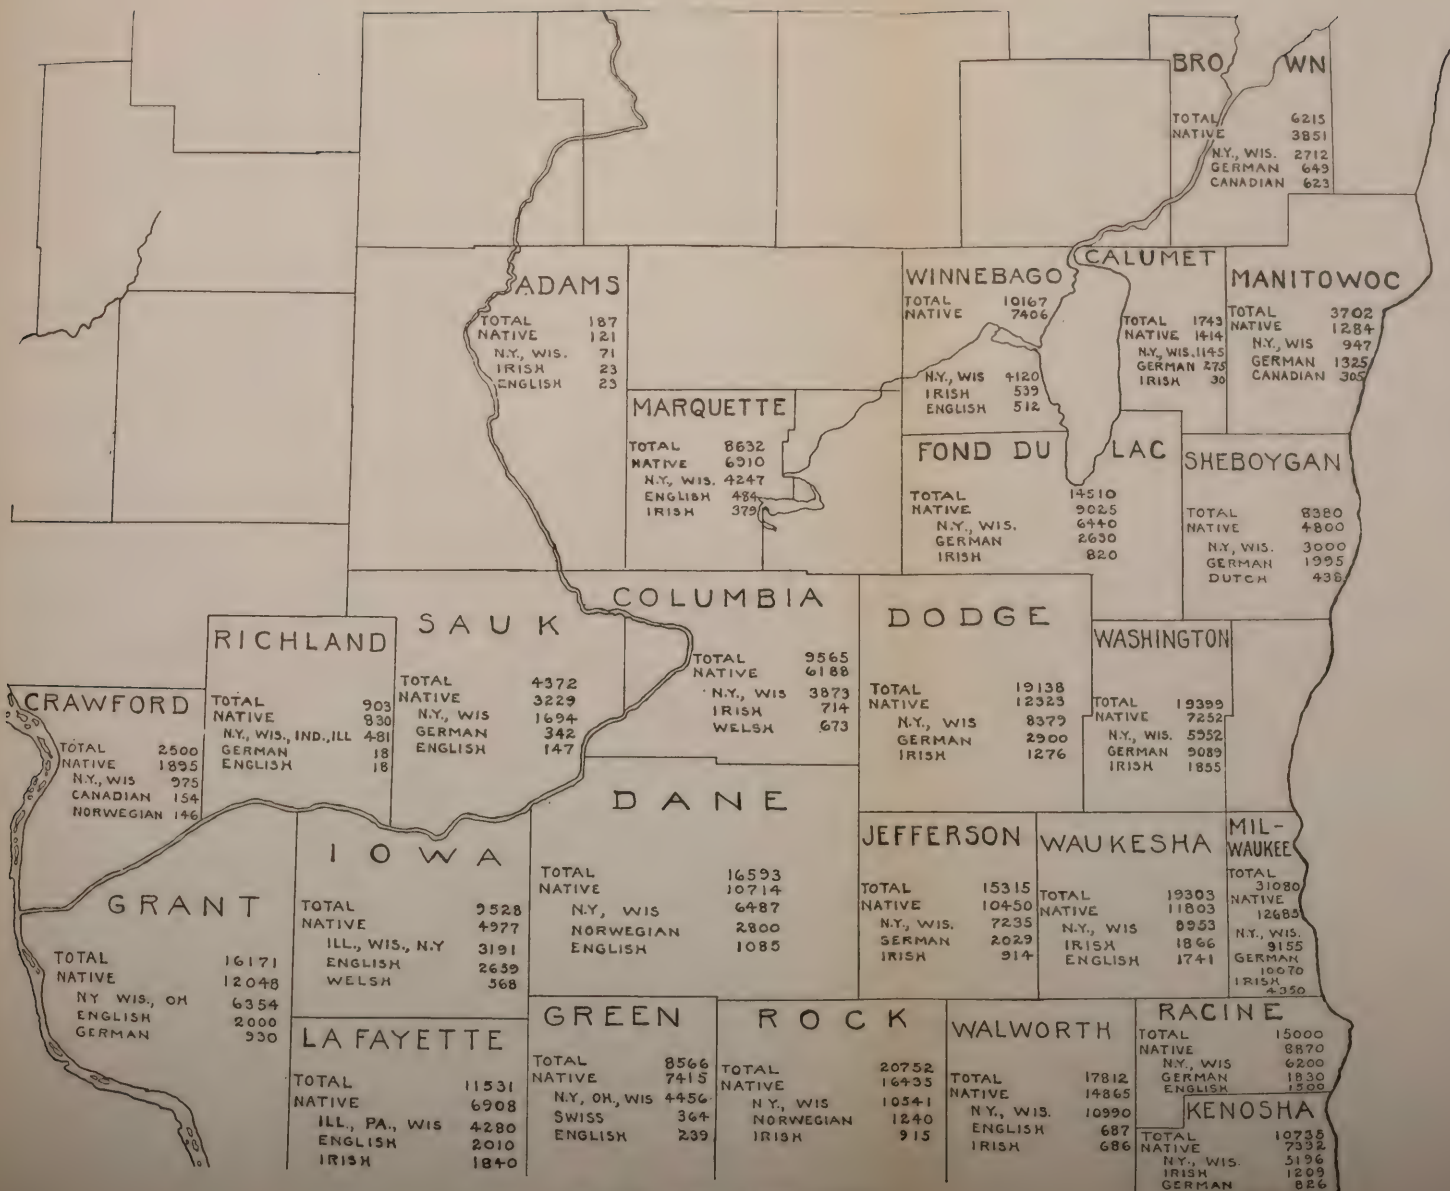 BROWN
TOTAL 6215
NATIVE 3851
N.Y., WIS. 2712
GERMAN 649
CANADIAN 623
ADAMS
TOTAL 187
NATIVE 121
N.Y., WIS. 71
IRISH 23
ENGLISH 23
WINNEBAGO
TOTAL 10167
NATIVE 7406
N.Y., WIS 4120
IRISH 539
ENGLISH 512
CALUMET
TOTAL 1743
NATIVE 1414
N.Y., WIS. 1145
GERMAN 275
IRISH 30
MANITOWOC
TOTAL 3702
NATIVE 1284
N.Y., WIS 947
GERMAN 1325
CANADIAN 305
MARQUETTE
TOTAL 8632
NATIVE 6910
N.Y., WIS. 4247
ENGLISH 484
IRISH 379
FOND DU LAC
TOTAL 14510
NATIVE 9025
N.Y., WIS. 6440
GERMAN 2630
IRISH 820
SHEBOYGAN
TOTAL 8380
NATIVE 4800
N.Y., WIS. 3000
GERMAN 1995
DUTCH 438
CRAWFORD
TOTAL 2500
NATIVE 1895
N.Y., WIS 975
CANADIAN 154
NORWEGIAN 146
RICHLAND
TOTAL 903
NATIVE 830
N.Y., WIS., IND., ILL 481
GERMAN 18
ENGLISH 18
SAUK
TOTAL 4372
NATIVE 3229
N.Y., WIS 1694
GERMAN 342
ENGLISH 147
COLUMBIA
TOTAL 9565
NATIVE 6188
N.Y., WIS 3873
IRISH 714
WELSH 673
DODGE
TOTAL 19138
NATIVE 12323
N.Y., WIS 8379
GERMAN 2900
IRISH 1276
WASHINGTON
TOTAL 19399
NATIVE 7252
N.Y., WIS. 5952
GERMAN 9089
IRISH 1855
GRANT
TOTAL 16171
NATIVE 12048
NY WIS., OH 6354
ENGLISH 2000
GERMAN 930
IOWA
TOTAL 9528
NATIVE 4977
ILL., WIS., N.Y 3191
ENGLISH 2659
WELSH 368
DANE
TOTAL 16593
NATIVE 10714
N.Y, WIS 6487
NORWEGIAN 2800
ENGLISH 1085
JEFFERSON
TOTAL 15315
NATIVE 10450
N.Y., WIS. 7235
GERMAN 2029
IRISH 914
WAUKESHA
TOTAL 19303
NATIVE 11803
N.Y., WIS 8953
IRISH 1866
ENGLISH 1741
MIL-
WAUKEE
TOTAL
31080
NATIVE
12685
N.Y., WIS.
9155
GERMAN
10070
IRISH
4350
LA FAYETTE
TOTAL 11531
NATIVE 6908
ILL., PA., WIS 4280
ENGLISH 2010
IRISH 1840
GREEN
TOTAL 8566
NATIVE 7415
N.Y, OH., WIS 4456
SWISS 364
ENGLISH 239
ROCK
TOTAL 20752
NATIVE 16435
N.Y., WIS 10541
NORWEGIAN 1240
IRISH 915
WALWORTH
TOTAL 17812
NATIVE 14865
N.Y., WIS. 10990
ENGLISH 687
IRISH 686
RACINE
TOTAL 15000
NATIVE 8870
N.Y., WIS 6200
GERMAN 1830
ENGLISH 1500
KENOSHA
TOTAL 10735
NATIVE 7332
N.Y., WIS. 5196
IRISH 1209
GERMAN 826